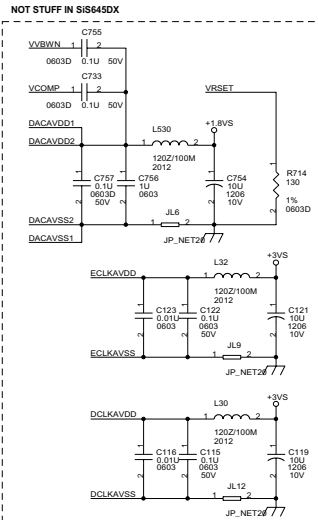 NOT STUFF IN SiS645DX
C755
VVBWN 1 2
0603D 0.1U 50V
C733
VCOMP 1 2
0603D 0.1U 50V
VRSET
DACAVDD1
DACAVDD2
L530
1 2
120Z/100M
2012
+1.8VS
C757
0.1U
0603D
50V
C756
1U
0603
C754
10U
1206
10V
R714
130
1%
0603D
DACAVSS2
DACAVSS1
JL6
1 2
JP_NET20
ECLKAVDD
L32
1 2
120Z/100M
2012
+3VS
C123
0.01U
0603
C122
0.1U
0603
50V
C121
10U
1206
10V
ECLKAVSS
JL9
1 2
JP_NET20
DCLKAVDD
L30
1 2
120Z/100M
2012
+3VS
C116
0.01U
0603
C115
0.1U
0603
50V
C119
10U
1206
10V
DCLKAVSS
JL12
1 2
JP_NET20